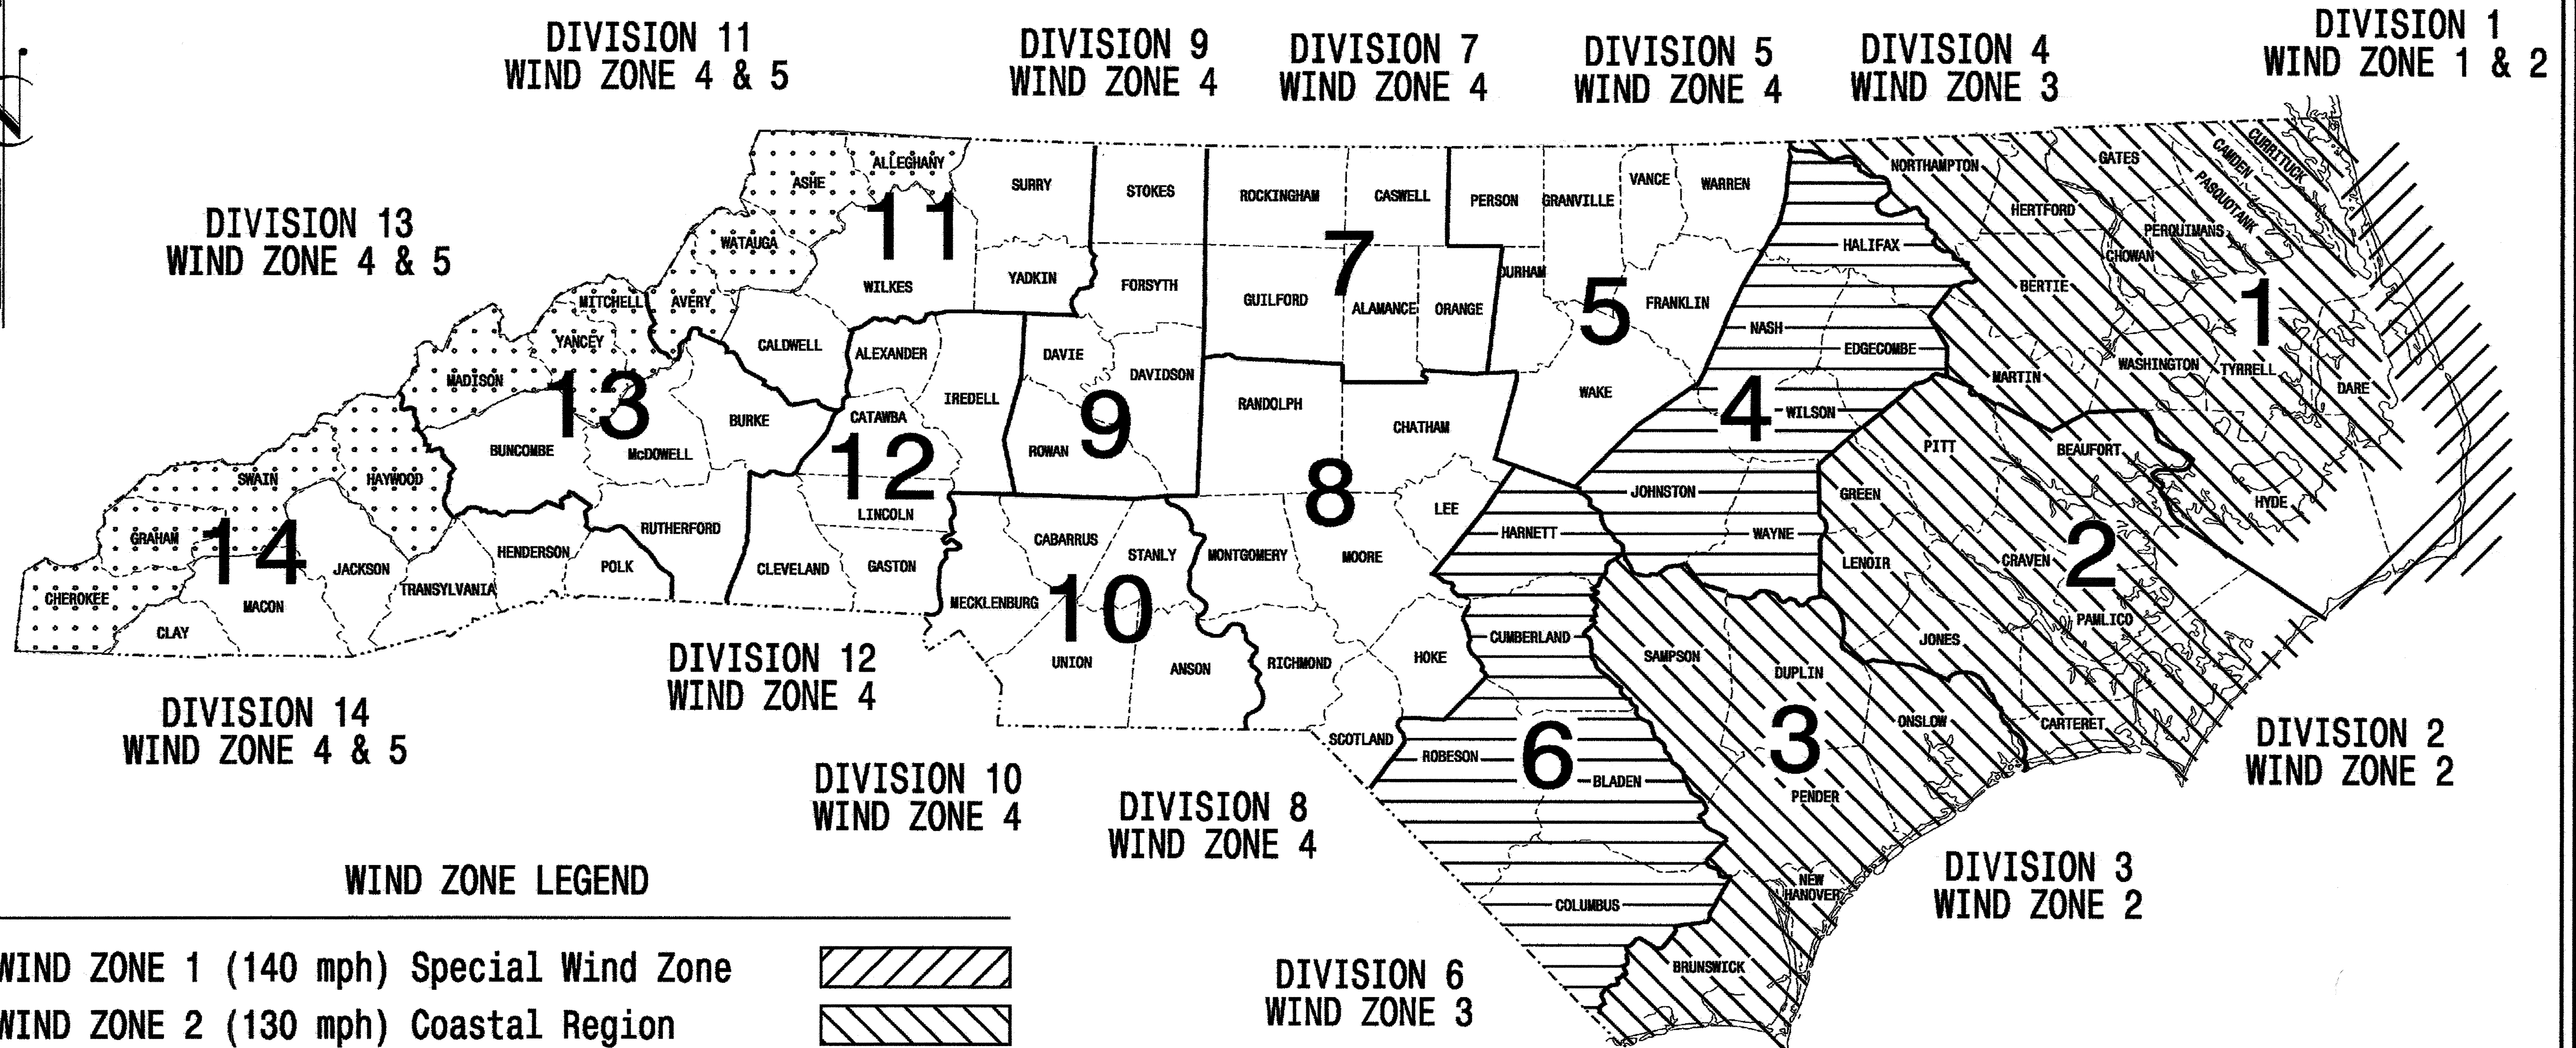 DIVISION 11
WIND ZONE 4 & 5
DIVISION 9
WIND ZONE 4
DIVISION 7
WIND ZONE 4
DIVISION 5
WIND ZONE 4
DIVISION 4
WIND ZONE 3
DIVISION 1
WIND ZONE 1 & 2
DIVISION 13
WIND ZONE 4 & 5
N
ASHE
ALLEGHANY
SURRY
STOKES
ROCKINGHAM
CASWELL
PERSON
GRANVILLE
VANCE
WARREN
NORTHAMPTON
GATES
CAMDEN
CURRITUCK
PASQUOTANK
HERTFORD
PERQUIMANS
CHOWAN
HALIFAX
WATAUGA
11
WILKES
YADKIN
FORSYTH
7
GUILFORD
ALAMANCE
ORANGE
DURHAM
5
FRANKLIN
NASH
EDGECOMBE
BERTIE
1
MITCHELL
AVERY
YANCEY
CALDWELL
ALEXANDER
DAVIE
DAVIDSON
MADISON
13
IREDELL
RANDOLPH
WAKE
4
WILSON
MARTIN
WASHINGTON
TYRRELL
DARE
BURKE
CATAWBA
9
CHATHAM
BUNCOMBE
McDOWELL
12
ROWAN
PITT
BEAUFORT
SWAIN
HAYWOOD
8
LEE
JOHNSTON
GREEN
HYDE
LINCOLN
RUTHERFORD
GRAHAM
14
HENDERSON
CABARRUS
STANLY
MONTGOMERY
MOORE
HARNETT
WAYNE
LENOIR
CRAVEN
2
JACKSON
POLK
CLEVELAND
GASTON
CHEROKEE
TRANSYLVANIA
MACON
MECKLENBURG
10
CLAY
PAMLICO
CUMBERLAND
JONES
UNION
ANSON
RICHMOND
HOKE
SAMPSON
DUPLIN
DIVISION 12
WIND ZONE 4
SCOTLAND
ROBESON
6
BLADEN
3
ONSLOW
CARTERET
PENDER
DIVISION 14
WIND ZONE 4 & 5
DIVISION 2
WIND ZONE 2
DIVISION 10
WIND ZONE 4
DIVISION 8
WIND ZONE 4
NEW
HANOVER
COLUMBUS
DIVISION 3
WIND ZONE 2
BRUNSWICK
DIVISION 6
WIND ZONE 3
WIND ZONE LEGEND
WIND ZONE 1 (140 mph) Special Wind Zone
WIND ZONE 2 (130 mph) Coastal Region